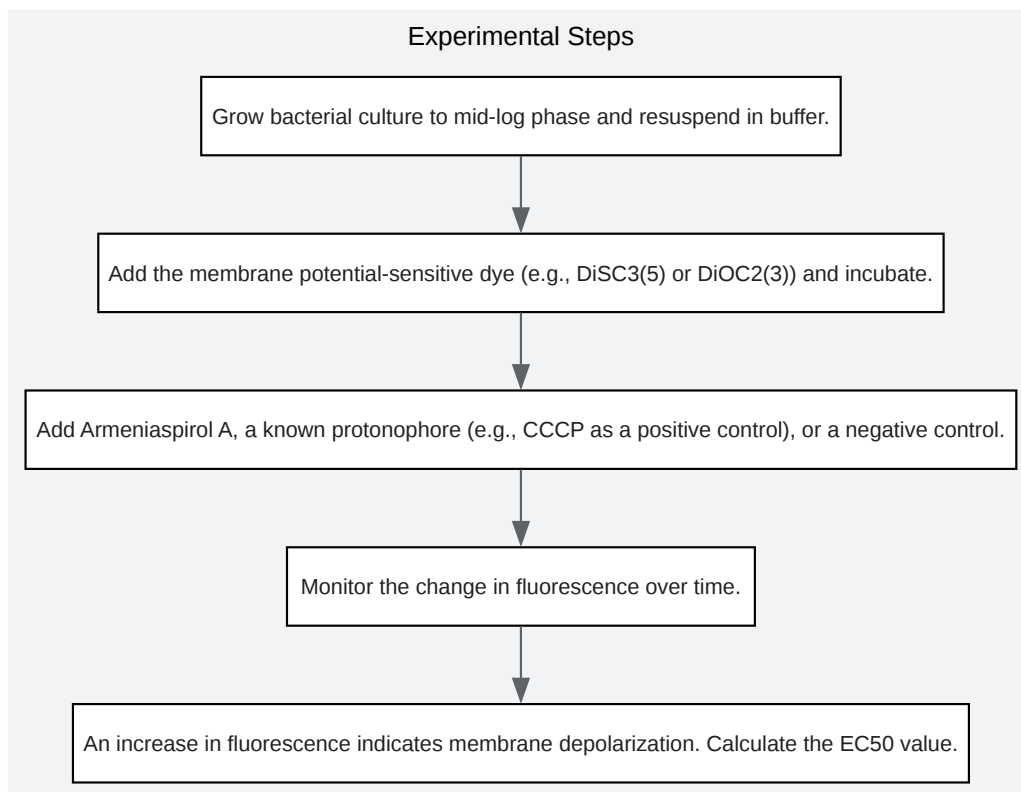 Experimental Steps
Grow bacterial culture to mid-log phase and resuspend in buffer.
Add the membrane potential-sensitive dye (e.g., DiSC3(5) or DiOC2(3)) and incubate.
Add Armeniaspirol A, a known protonophore (e.g., CCCP as a positive control), or a negative control.
Monitor the change in fluorescence over time.
An increase in fluorescence indicates membrane depolarization. Calculate the EC50 value.